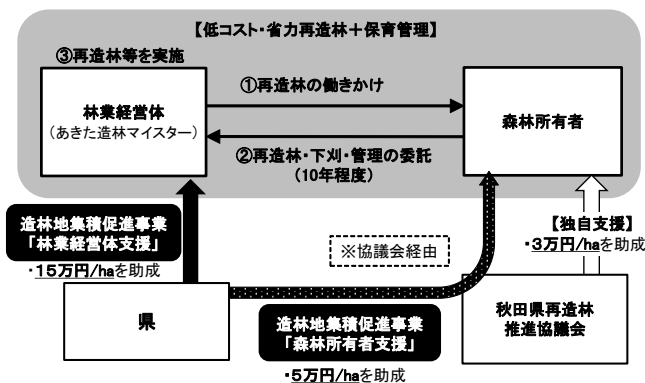 【低コスト・省力再造林＋保育管理】
③再造林等を実施
林業経営体
（あきた造林マイスター）
①再造林の働きかけ
②再造林・下刈・管理の委託
（10年程度）
森林所有者
造林地集積促進事業
「林業経営体支援」
・15万円/haを助成
※協議会経由
【独自支援】
・3万円/haを助成
県
造林地集積促進事業
「森林所有者支援」
・5万円/haを助成
秋田県再造林
推進協議会